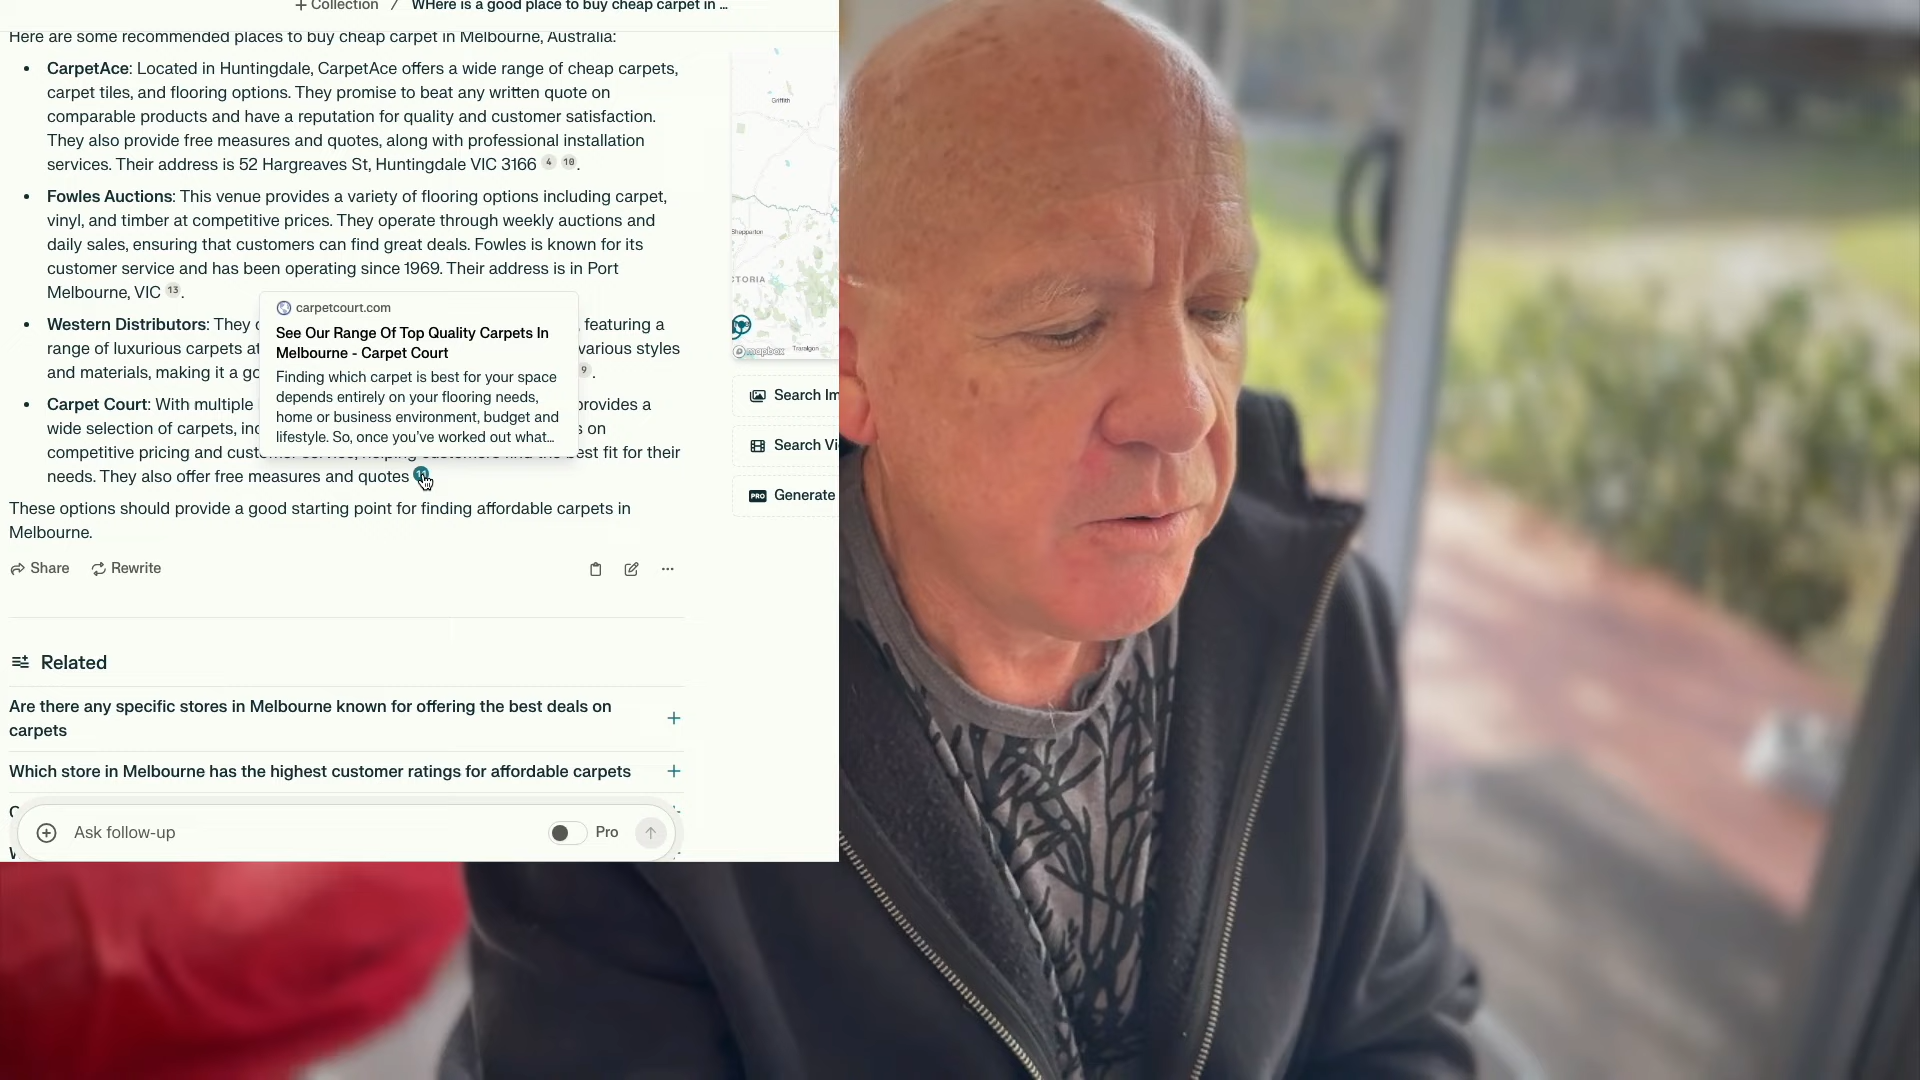 Collection / WHere is a good place to buy cheap carpet in ...
Here are some recommended places to buy cheap carpet in Melbourne, Australia:
CarpetAce: Located in Huntingdale, CarpetAce offers a wide range of cheap carpets,
carpet tiles, and flooring options. They promise to beat any written quote on
comparable products and have a reputation for quality and customer satisfaction.
They also provide free measures and quotes, along with professional installation
services. Their address is 52 Hargreaves St, Huntingdale VIC 3166 4 10.
Fowles Auctions: This venue provides a variety of flooring options including carpet,
vinyl, and timber at competitive prices. They operate through weekly auctions and
daily sales, ensuring that customers can find great deals. Fowles is known for its
customer service and has been operating since 1969. Their address is in Port
Melbourne, VIC 13.
Western Distributors: They featuring a
range of luxurious carpets at various styles
and materials, making it a 9.
Carpet Court: With multiple provides a
wide selection of carpets, on
competitive pricing and best fit for their
needs. They also offer free measures and quotes 11
carpetcourt.com
See Our Range Of Top Quality Carpets In
Melbourne - Carpet Court
Finding which carpet is best for your space
depends entirely on your flooring needs,
home or business environment, budget and
lifestyle. So, once you've worked out what...
These options should provide a good starting point for finding affordable carpets in
Melbourne.
Share Rewrite
Related
Are there any specific stores in Melbourne known for offering the best deals on
carpets
Which store in Melbourne has the highest customer ratings for affordable carpets
Ask follow-up Pro
Griffith
Shepparton
CTORIA
mapbox Traralgon
Search Im
Search Vi
PRO Generate